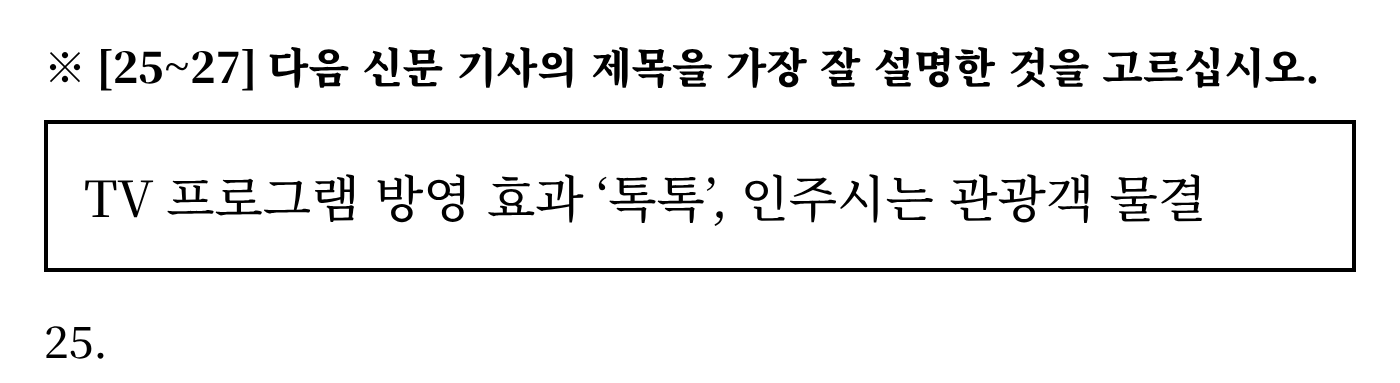 ※ [25~27] 다음 신문 기사의 제목을 가장 잘 설명한 것을 고르십시오.
TV 프로그램 방영 효과 ‘톡톡’, 인주시는 관광객 물결
25.